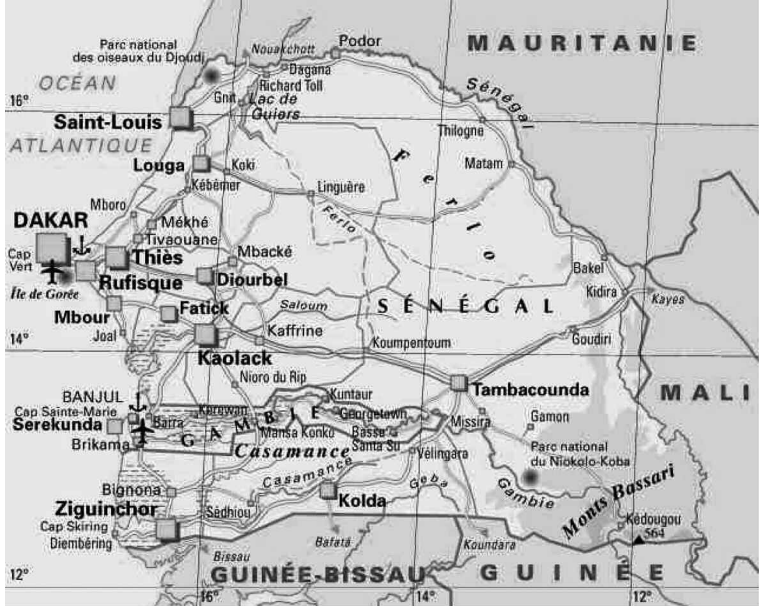 Parc national
des oiseaux du Djoudj
Nouakchott
Podor
MAURITANIE
Dagana
Richard Toll
OCÉAN
Gnit
Lac de
Guiers
Sénégal
16°
Saint-Louis
Thilogne
ATLANTIQUE
Ferlo
Louga
Koki
Matam
Kébémer
Linguère
Mboro
DAKAR
Mékhé
Ferlo
Tivaouane
Mbacké
Cap
Vert
Thiès
Bakel
Rufisque
Diourbel
Île de Gorée
Kidira
Kayes
Mbour
Fatick
Saloum
SÉNÉGAL
Joal
Kaffrine
Koumpentoum
Goudiri
14°
Kaolack
Nioro du Rip
Tambacounda
MALI
BANJUL
Kuntaur
Cap Sainte-Marie
Kerewan
GAMBIE
Georgetown
Serekunda
Barra
Missira
Gamon
Mansa Konko
Basse
Santa Su
Brikama
Casamance
Vélingara
Parc national
du Niokolo-Koba
Casamance
Geba
Gambie
Monts Bassari
Bignona
Kolda
Ziguinchor
Sédhiou
Cap Skiring
Kédougou
564
Diembéring
Bissau
Bafatá
Koundara
12°
GUINÉE-BISSAU
GUINÉE
16°
14°
12°